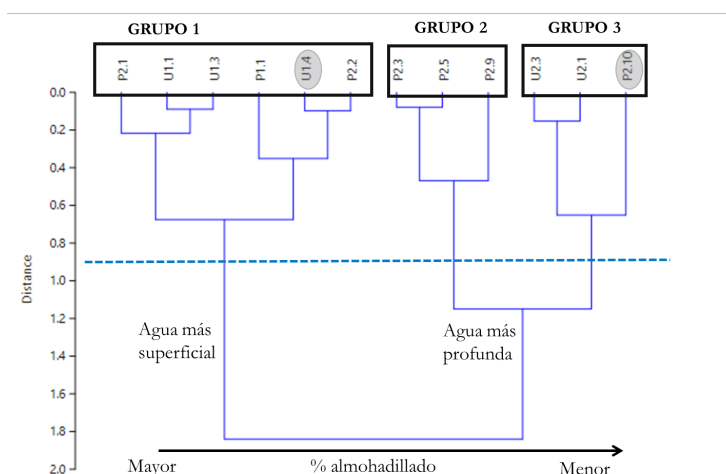 GRUPO 1 GRUPO 2 GRUPO 3
P2.1 U1.1 U1.3 P1.1 U1.4 P2.2 P2.3 P2.5 P2.9 U2.3 U2.1 P2.10
0.0
0.2
0.4
0.6
0.8
1.0
1.2
1.4
1.6
1.8
2.0
Distance
Agua más
superficial
Agua más
profunda
Mayor % almohadillado Menor